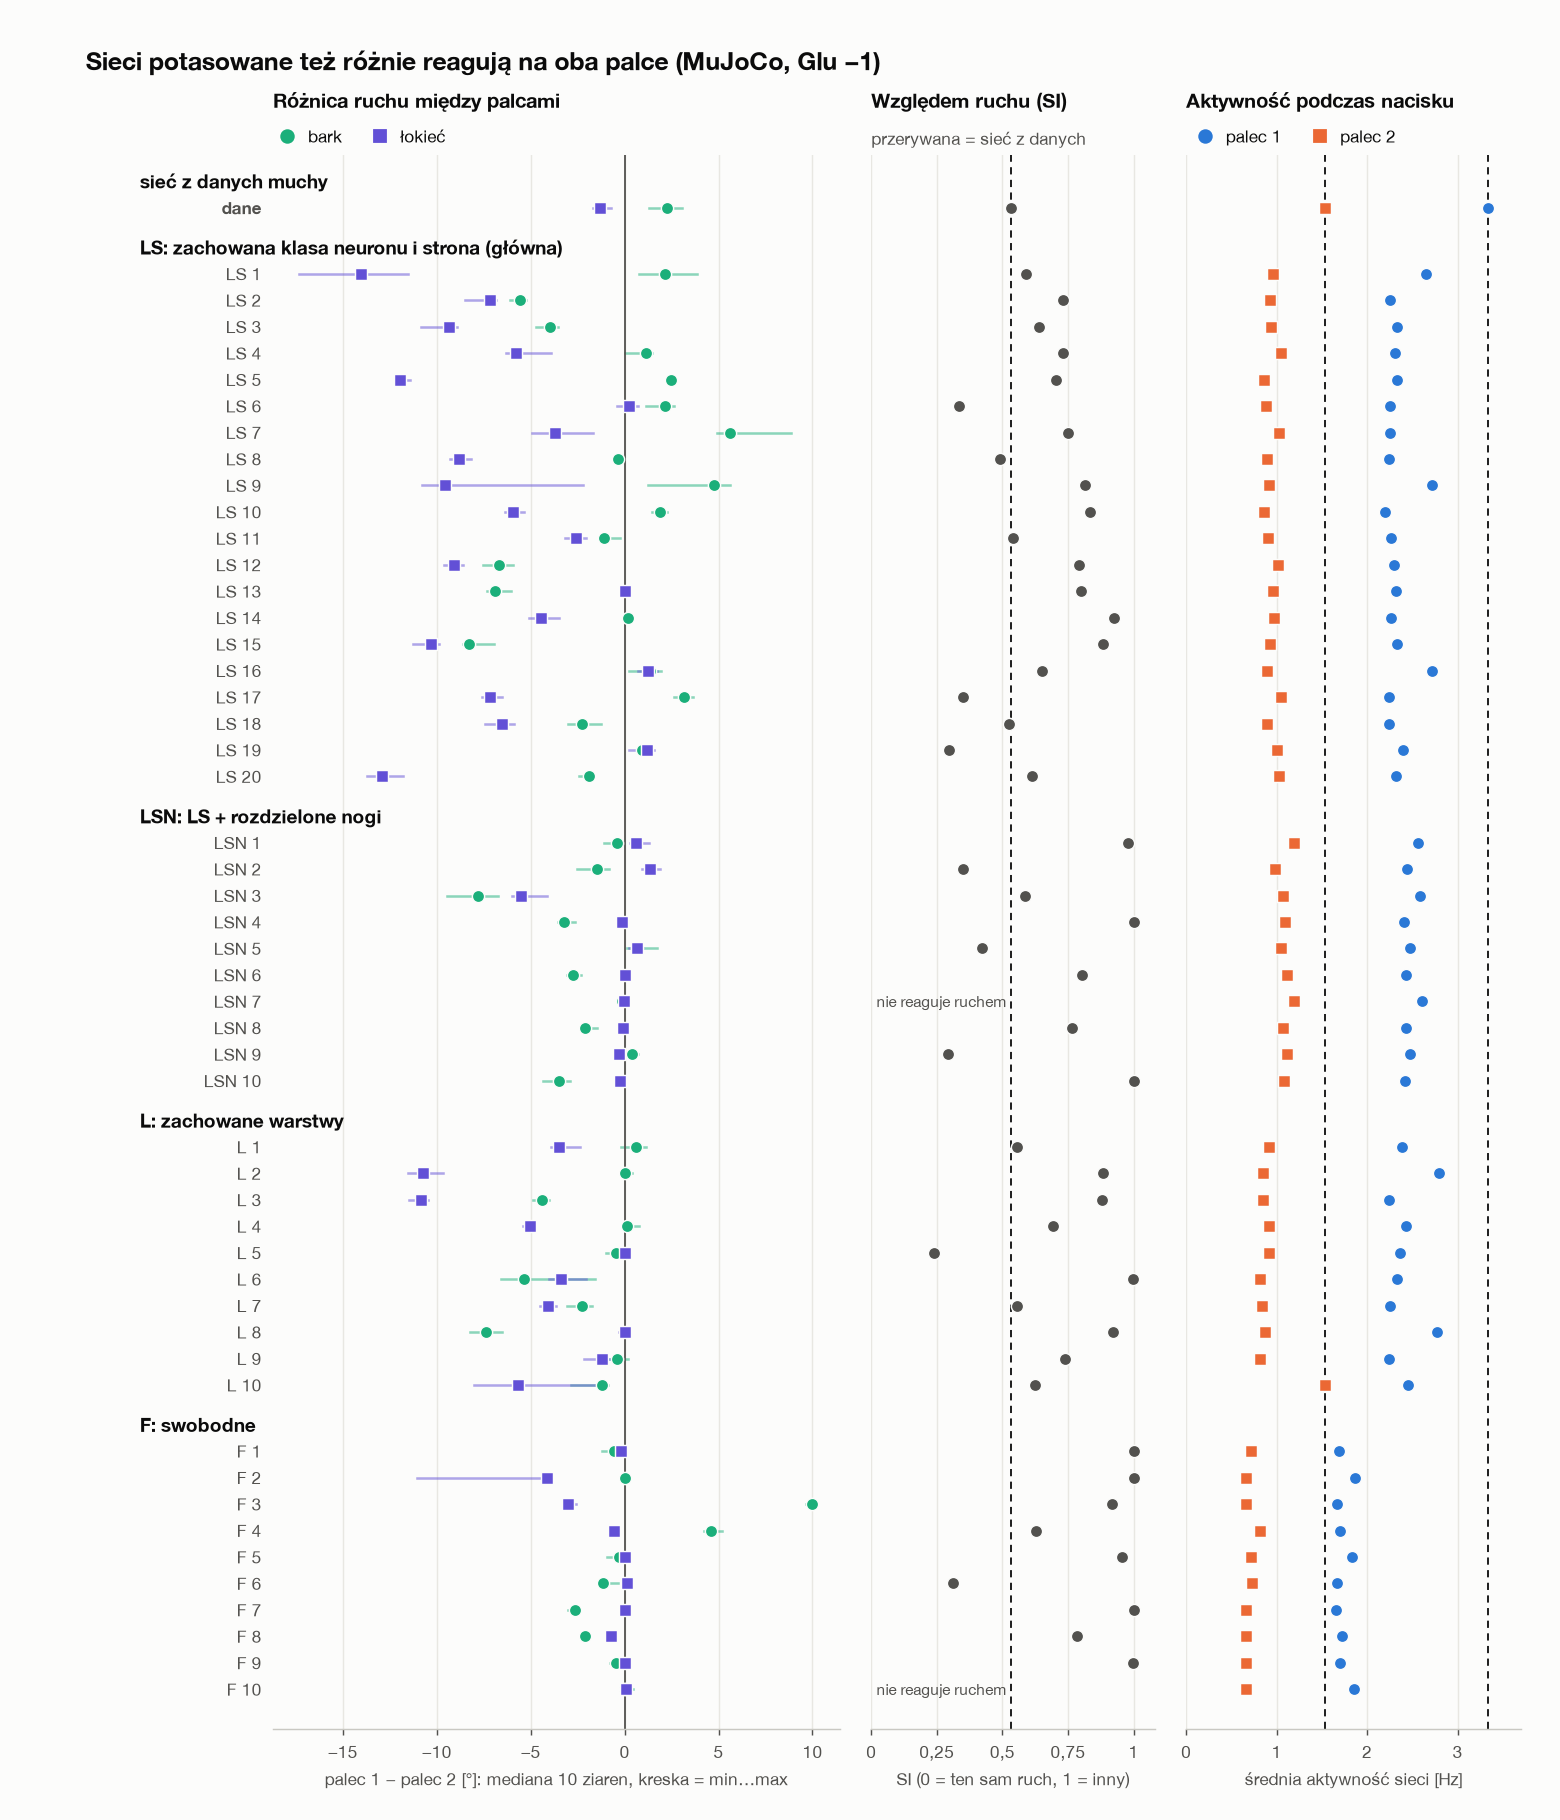 Sieci potasowane też różnie reagują na oba palce (MuJoCo, Glu −1)
Różnica ruchu między palcami
Względem ruchu (SI)
Aktywność podczas nacisku
bark
łokieć
przerywana = sieć z danych
palec 1
palec 2
sieć z danych muchy
dane
LS: zachowana klasa neuronu i strona (główna)
LS 1
LS 2
LS 3
LS 4
LS 5
LS 6
LS 7
LS 8
LS 9
LS 10
LS 11
LS 12
LS 13
LS 14
LS 15
LS 16
LS 17
LS 18
LS 19
LS 20
LSN: LS + rozdzielone nogi
LSN 1
LSN 2
LSN 3
LSN 4
LSN 5
LSN 6
LSN 7
nie reaguje ruchem
LSN 8
LSN 9
LSN 10
L: zachowane warstwy
L 1
L 2
L 3
L 4
L 5
L 6
L 7
L 8
L 9
L 10
F: swobodne
F 1
F 2
F 3
F 4
F 5
F 6
F 7
F 8
F 9
F 10
nie reaguje ruchem
−15 −10 −5 0 5 10
0 0,25 0,5 0,75 1
0 1 2 3
palec 1 − palec 2 [°]: mediana 10 ziaren, kreska = min…max
SI (0 = ten sam ruch, 1 = inny)
średnia aktywność sieci [Hz]